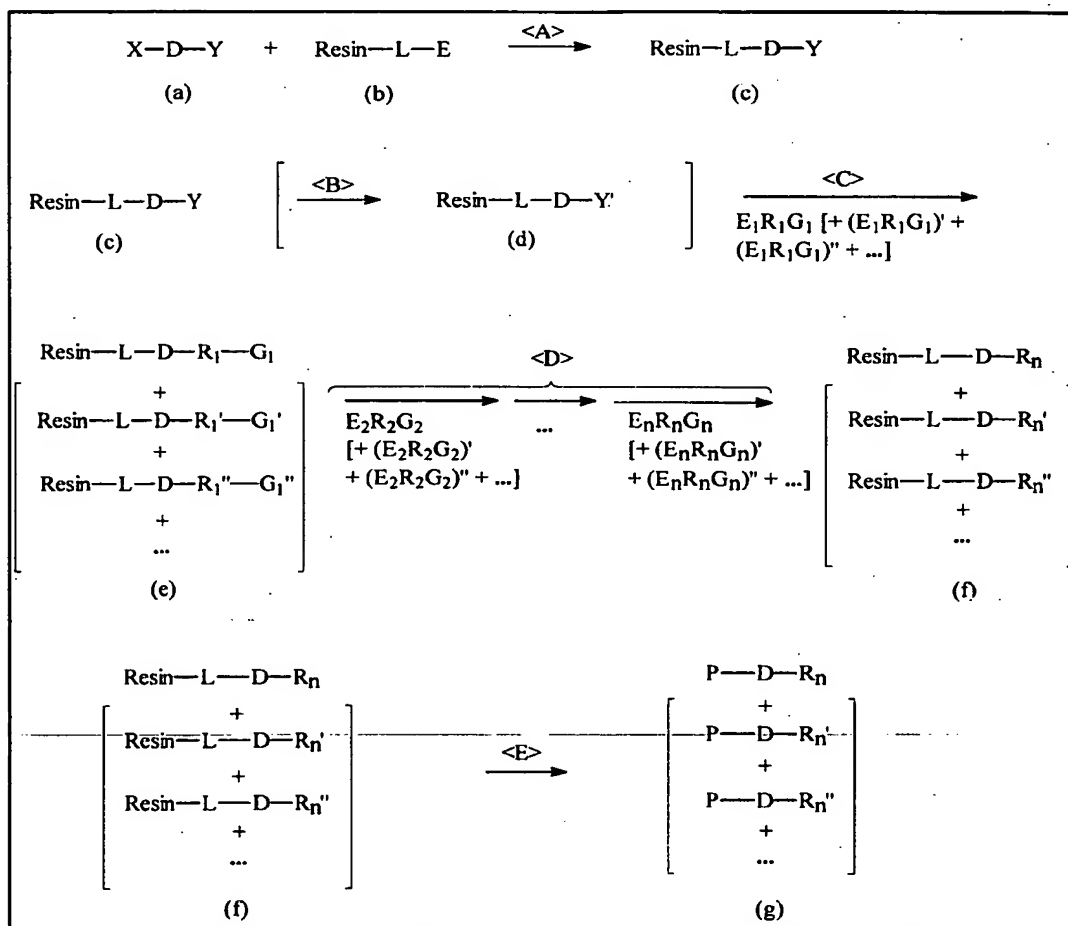 X—D—Y + Resin—L—E <A> Resin—L—D—Y
(a) (b) (c)
Resin—L—D—Y [ <B> Resin—L—D—Y' ] <C>
(c) (d) E₁R₁G₁ [+ (E₁R₁G₁)' +
(E₁R₁G₁)'' + ...]
Resin—L—D—R₁—G₁ <D> Resin—L—D—Rₙ
+ E₂R₂G₂ ... EₙRₙGₙ +
Resin—L—D—R₁'—G₁' [+ (E₂R₂G₂)' [+ (EₙRₙGₙ)' Resin—L—D—Rₙ'
+ + (E₂R₂G₂)'' + ...] + (EₙRₙGₙ)'' + ...] +
Resin—L—D—R₁''—G₁'' Resin—L—D—Rₙ''
+ +
... ...
(e) (f)
Resin—L—D—Rₙ P—D—Rₙ
+ +
Resin—L—D—Rₙ' <E> P—D—Rₙ'
+ +
Resin—L—D—Rₙ'' P—D—Rₙ''
+ +
... ...
(f) (g)